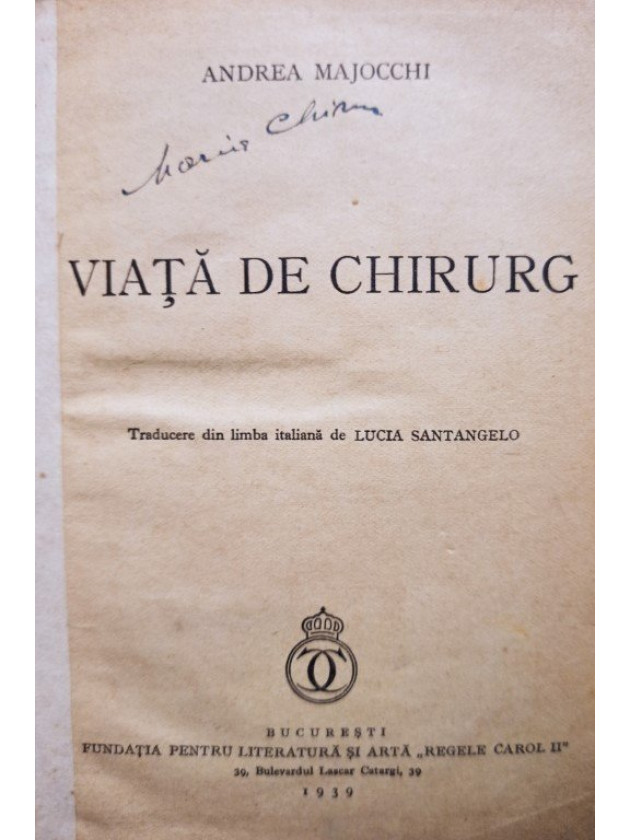 ANDREA MAJOCCHI
VIAȚĂ DE CHIRURG
Traducere din limba italiană de LUCIA SANTANGELO
BUCUREȘTI
FUNDAȚIA PENTRU LITERATURĂ ȘI ARTĂ „REGELE CAROL II”
39, Bulevardul Lascar Catargi, 39
1939